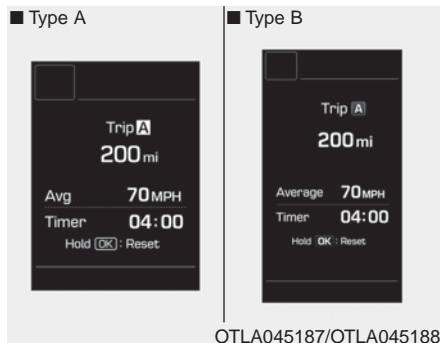 ■ Type A
Trip A
200 mi
Avg 70 MPH
Timer 04:00
Hold OK : Reset
■ Type B
Trip A
200 mi
Average 70 MPH
Timer 04:00
Hold OK : Reset
OTLA045187/OTLA045188